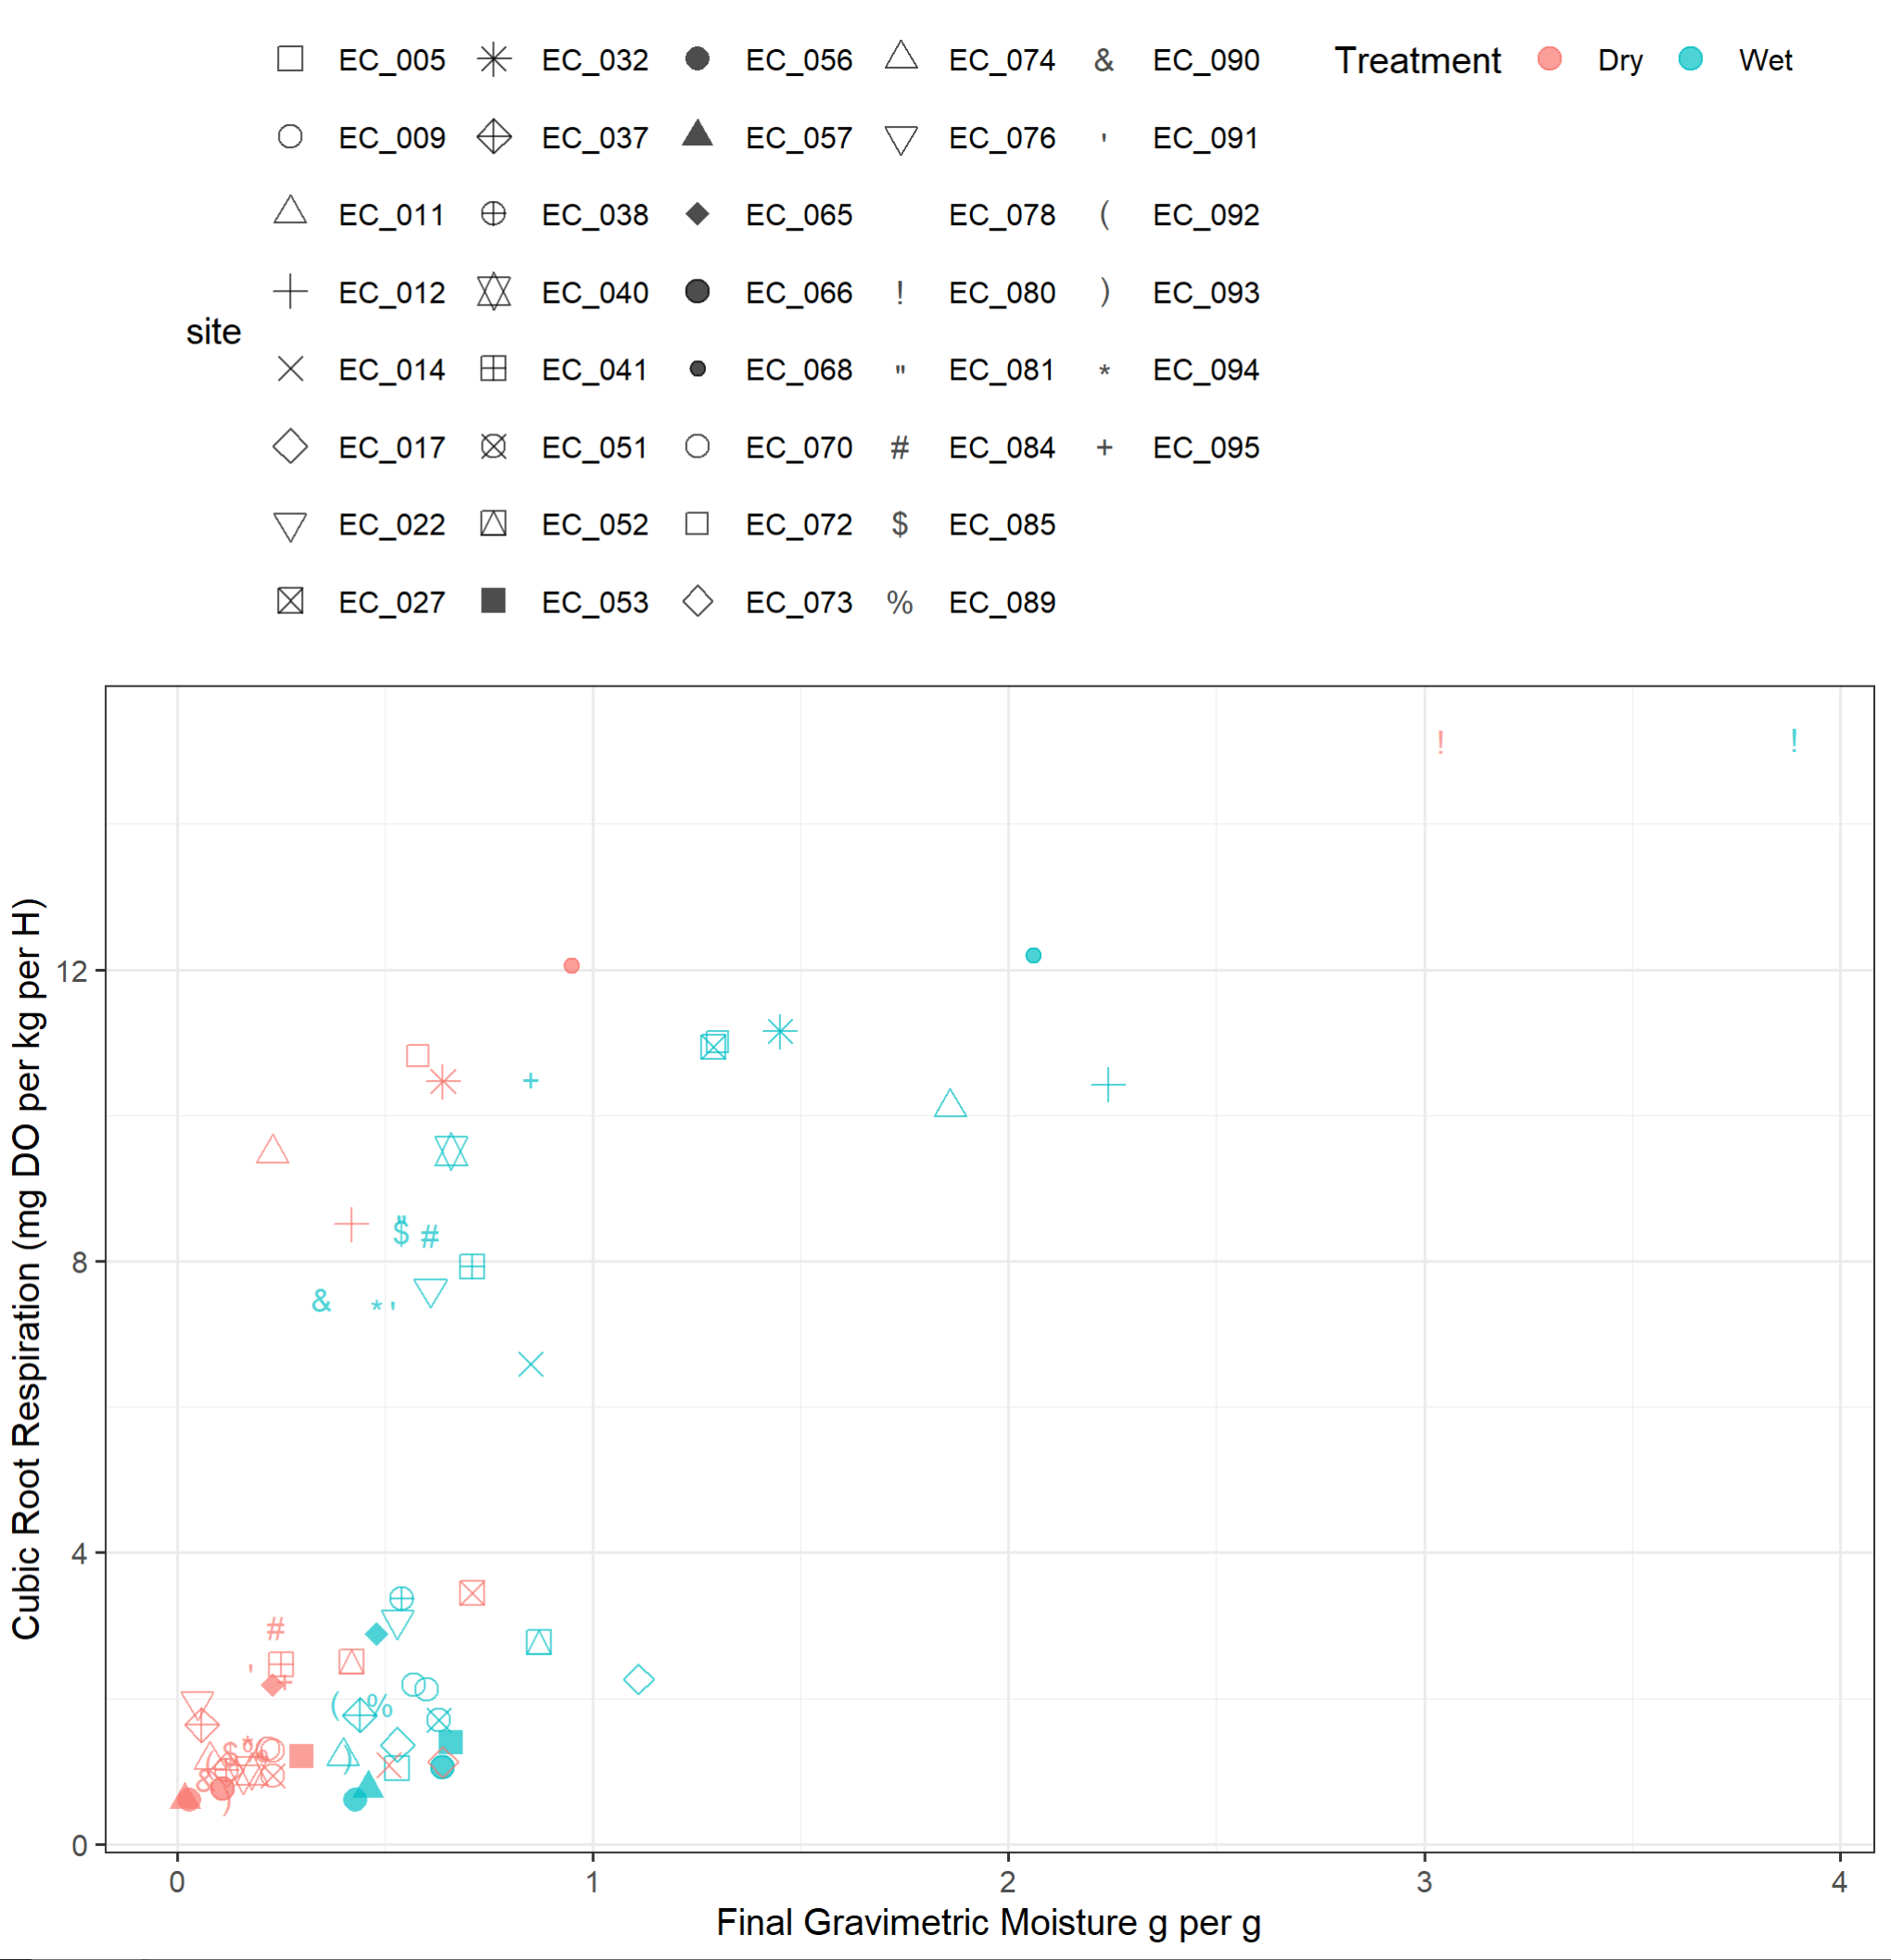 EC_005 EC_032 EC_056 EC_074 & EC_090 Treatment Dry Wet
EC_009 EC_037 EC_057 EC_076 ' EC_091
EC_011 EC_038 EC_065 EC_078 ( EC_092
EC_012 EC_040 EC_066 ! EC_080 ) EC_093
site
EC_014 EC_041 EC_068 " EC_081 * EC_094
EC_017 EC_051 EC_070 # EC_084 + EC_095
EC_022 EC_052 EC_072 $ EC_085
EC_027 EC_053 EC_073 % EC_089
Cubic Root Respiration (mg DO per kg per H)
12
8
4
0
0 1 2 3 4
Final Gravimetric Moisture g per g